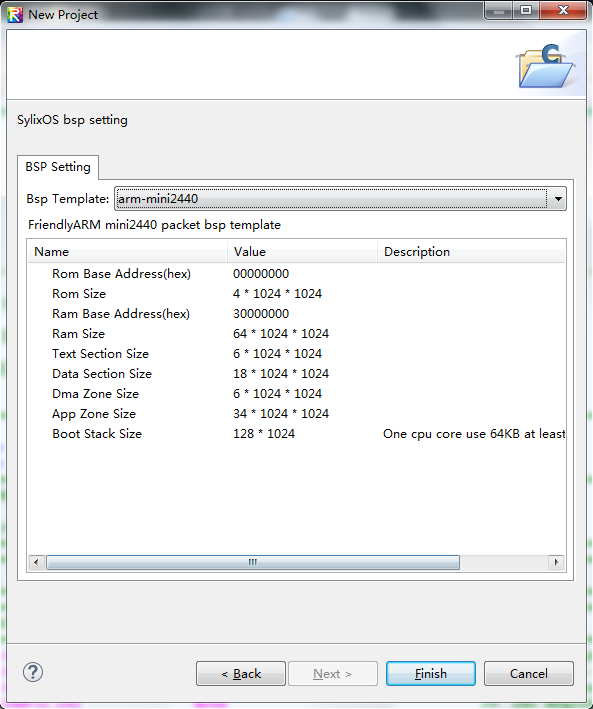 New Project
SylixOS bsp setting
BSP Setting
Bsp Template: arm-mini2440
FriendlyARM mini2440 packet bsp template
Name Value Description
Rom Base Address(hex) 00000000
Rom Size 4 * 1024 * 1024
Ram Base Address(hex) 30000000
Ram Size 64 * 1024 * 1024
Text Section Size 6 * 1024 * 1024
Data Section Size 18 * 1024 * 1024
Dma Zone Size 6 * 1024 * 1024
App Zone Size 34 * 1024 * 1024
Boot Stack Size 128 * 1024 One cpu core use 64KB at least
< Back Next > Finish Cancel